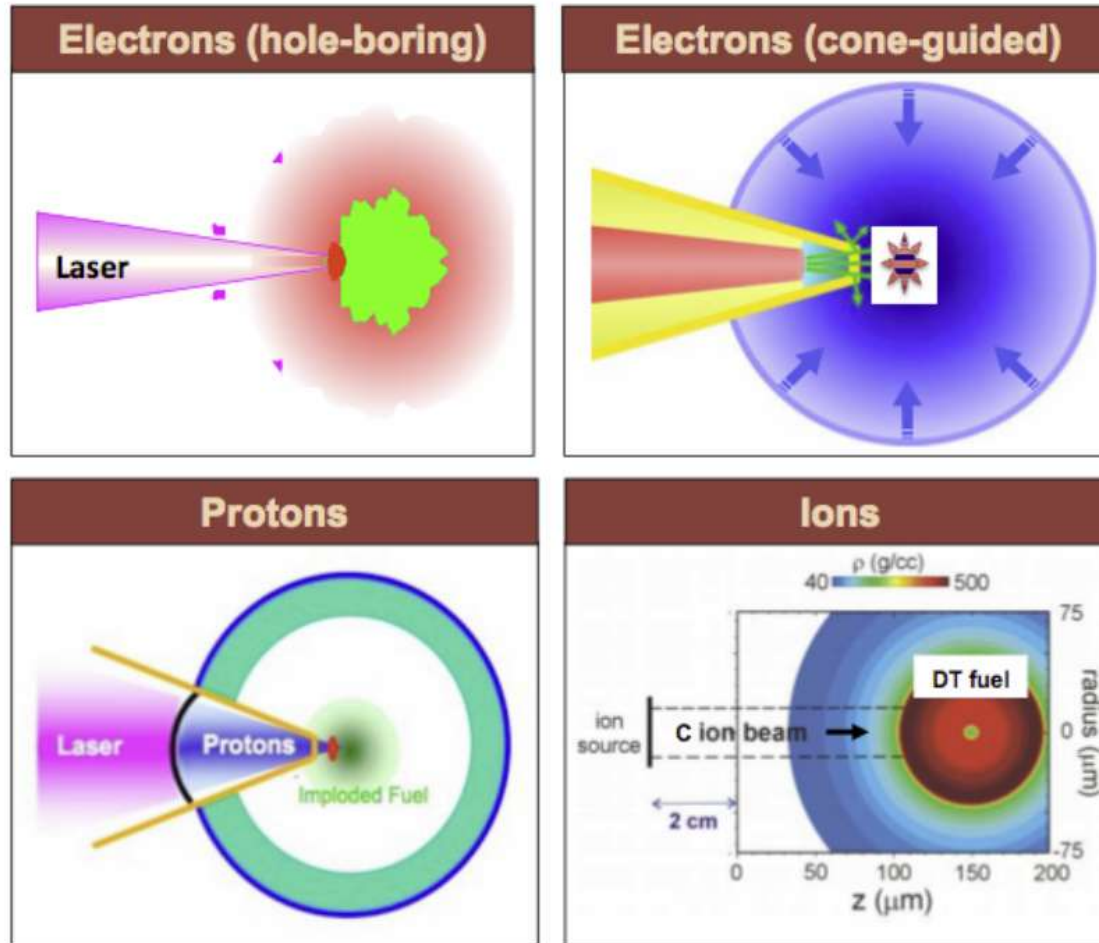 Electrons (hole-boring)
Electrons (cone-guided)
Laser
Protons
Ions
Laser
Protons
Imploded Fuel
ρ (g/cc)
40
500
75
DT fuel
radius (μm)
ion
source
C ion beam
0
2 cm
-75
0
50
100
150
200
z (μm)